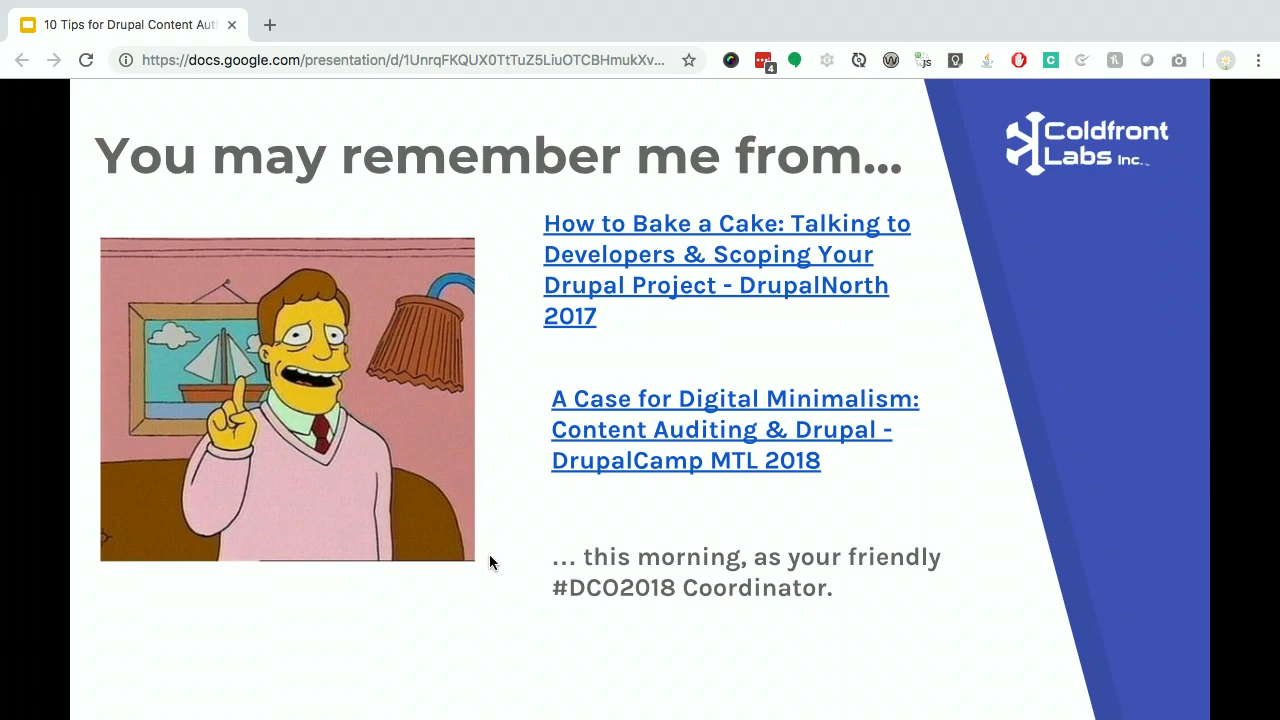 10 Tips for Drupal Content Aut
https://docs.google.com/presentation/d/1UnrqFKQUX0TtTuZ5LiuOTCBHmukXv...
4
js
C
You may remember me from...
Coldfront
Labs Inc.
How to Bake a Cake: Talking to
Developers & Scoping Your
Drupal Project - DrupalNorth
2017
A Case for Digital Minimalism:
Content Auditing & Drupal -
DrupalCamp MTL 2018
... this morning, as your friendly
#DCO2018 Coordinator.